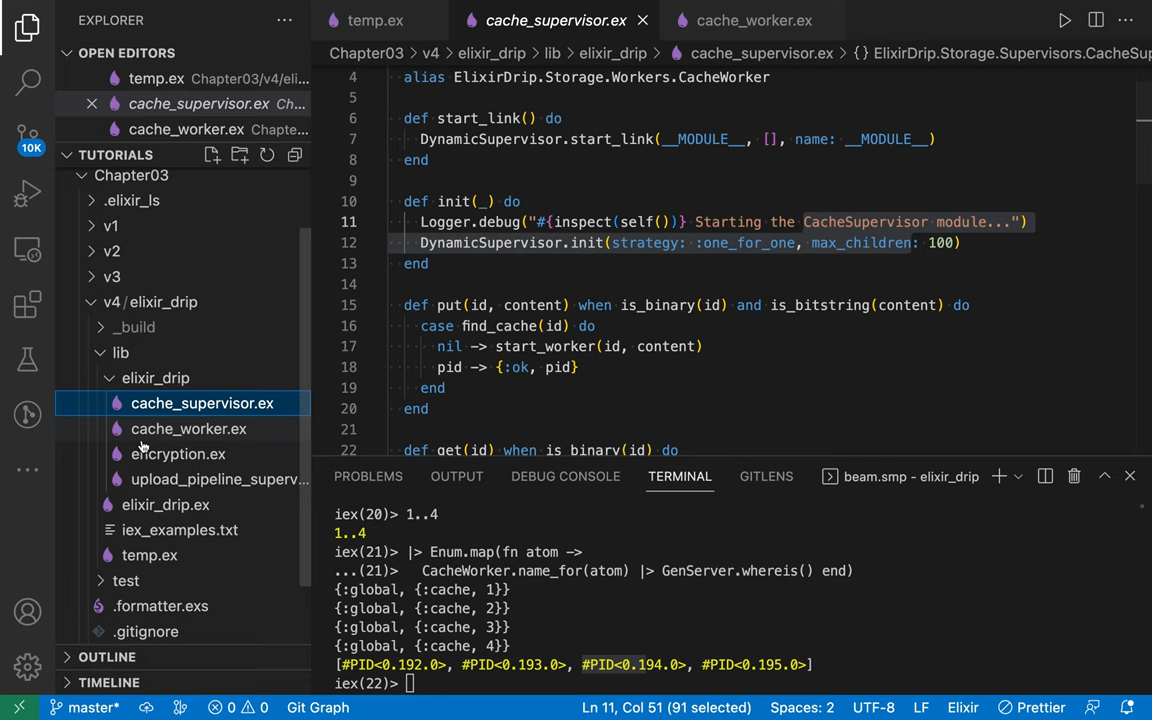 EXPLORER
OPEN EDITORS
temp.ex Chapter03/v4/eli...
cache_supervisor.ex Ch...
cache_worker.ex Chapte...
TUTORIALS
Chapter03
.elixir_ls
v1
v2
v3
v4 / elixir_drip
_build
lib
elixir_drip
cache_supervisor.ex
cache_worker.ex
encryption.ex
upload_pipeline_superv...
elixir_drip.ex
iex_examples.txt
temp.ex
test
.formatter.exs
.gitignore
OUTLINE
TIMELINE
10K
temp.ex cache_supervisor.ex cache_worker.ex
Chapter03 > v4 > elixir_drip > lib > elixir_drip > cache_supervisor.ex > {} ElixirDrip.Storage.Supervisors.CacheSup
4 alias ElixirDrip.Storage.Workers.CacheWorker
5
6 def start_link() do
7 DynamicSupervisor.start_link(__MODULE__, [], name: __MODULE__)
8 end
9
10 def init(_) do
11 Logger.debug("#{inspect(self())} Starting the CacheSupervisor module...")
12 DynamicSupervisor.init(strategy: :one_for_one, max_children: 100)
13 end
14
15 def put(id, content) when is_binary(id) and is_bitstring(content) do
16 case find_cache(id) do
17 nil -> start_worker(id, content)
18 pid -> {:ok, pid}
19 end
20 end
21
22 def get(id) when is_binary(id) do
PROBLEMS OUTPUT DEBUG CONSOLE TERMINAL GITLENS beam.smp - elixir_drip
iex(20)> 1..4
1..4
iex(21)> |> Enum.map(fn atom ->
...(21)> CacheWorker.name_for(atom) |> GenServer.whereis() end)
{:global, {:cache, 1}}
{:global, {:cache, 2}}
{:global, {:cache, 3}}
{:global, {:cache, 4}}
[#PID<0.192.0>, #PID<0.193.0>, #PID<0.194.0>, #PID<0.195.0>]
iex(22)>
master* 0 0 Git Graph Ln 11, Col 51 (91 selected) Spaces: 2 UTF-8 LF Elixir Prettier